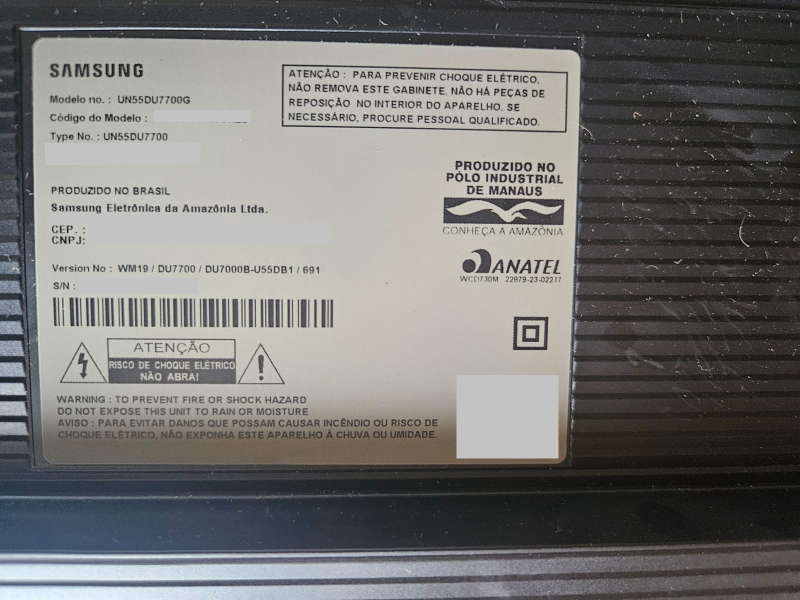 SAMSUNG
Modelo no. : UN55DU7700G
Código do Modelo :
Type No. : UN55DU7700
PRODUZIDO NO BRASIL
Samsung Eletrônica da Amazônia Ltda.
CEP. :
CNPJ:
Version No : WM19 / DU7700 / DU7000B-U55DB1 / 691
S/N :
ATENÇÃO
RISCO DE CHOQUE ELÉTRICO
NÃO ABRA!
WARNING : TO PREVENT FIRE OR SHOCK HAZARD
DO NOT EXPOSE THIS UNIT TO RAIN OR MOISTURE
AVISO : PARA EVITAR DANOS QUE POSSAM CAUSAR INCÊNDIO OU RISCO DE
CHOQUE ELÉTRICO, NÃO EXPONHA ESTE APARELHO À CHUVA OU UMIDADE.
ATENÇÃO : PARA PREVENIR CHOQUE ELÉTRICO,
NÃO REMOVA ESTE GABINETE. NÃO HÁ PEÇAS DE
REPOSIÇÃO NO INTERIOR DO APARELHO. SE
NECESSÁRIO, PROCURE PESSOAL QUALIFICADO.
PRODUZIDO NO
PÓLO INDUSTRIAL
DE MANAUS
CONHEÇA A AMAZÔNIA
ANATEL
WCD730M 22679-23-02217